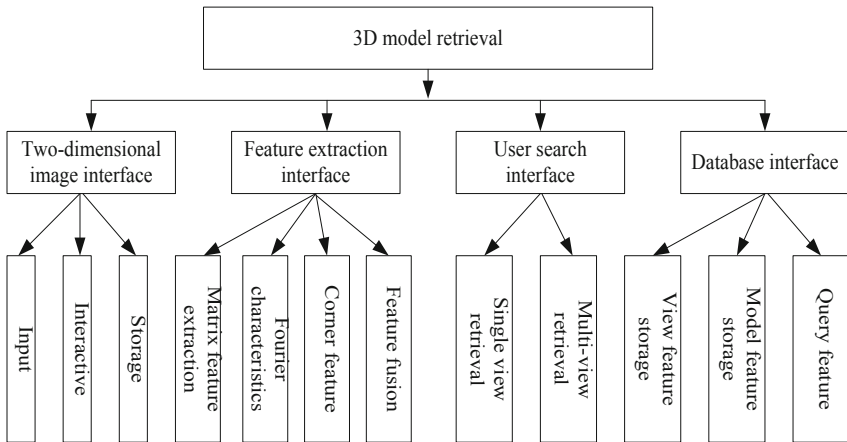 3D model retrieval
Two-dimensional
image interface
Feature extraction
interface
User search
interface
Database interface
Input
Interactive
Storage
Matrix feature
extraction
Fourier
characteristics
Corner feature
Feature fusion
Single view
retrieval
Multi-view
retrieval
View feature
storage
Model feature
storage
Query feature